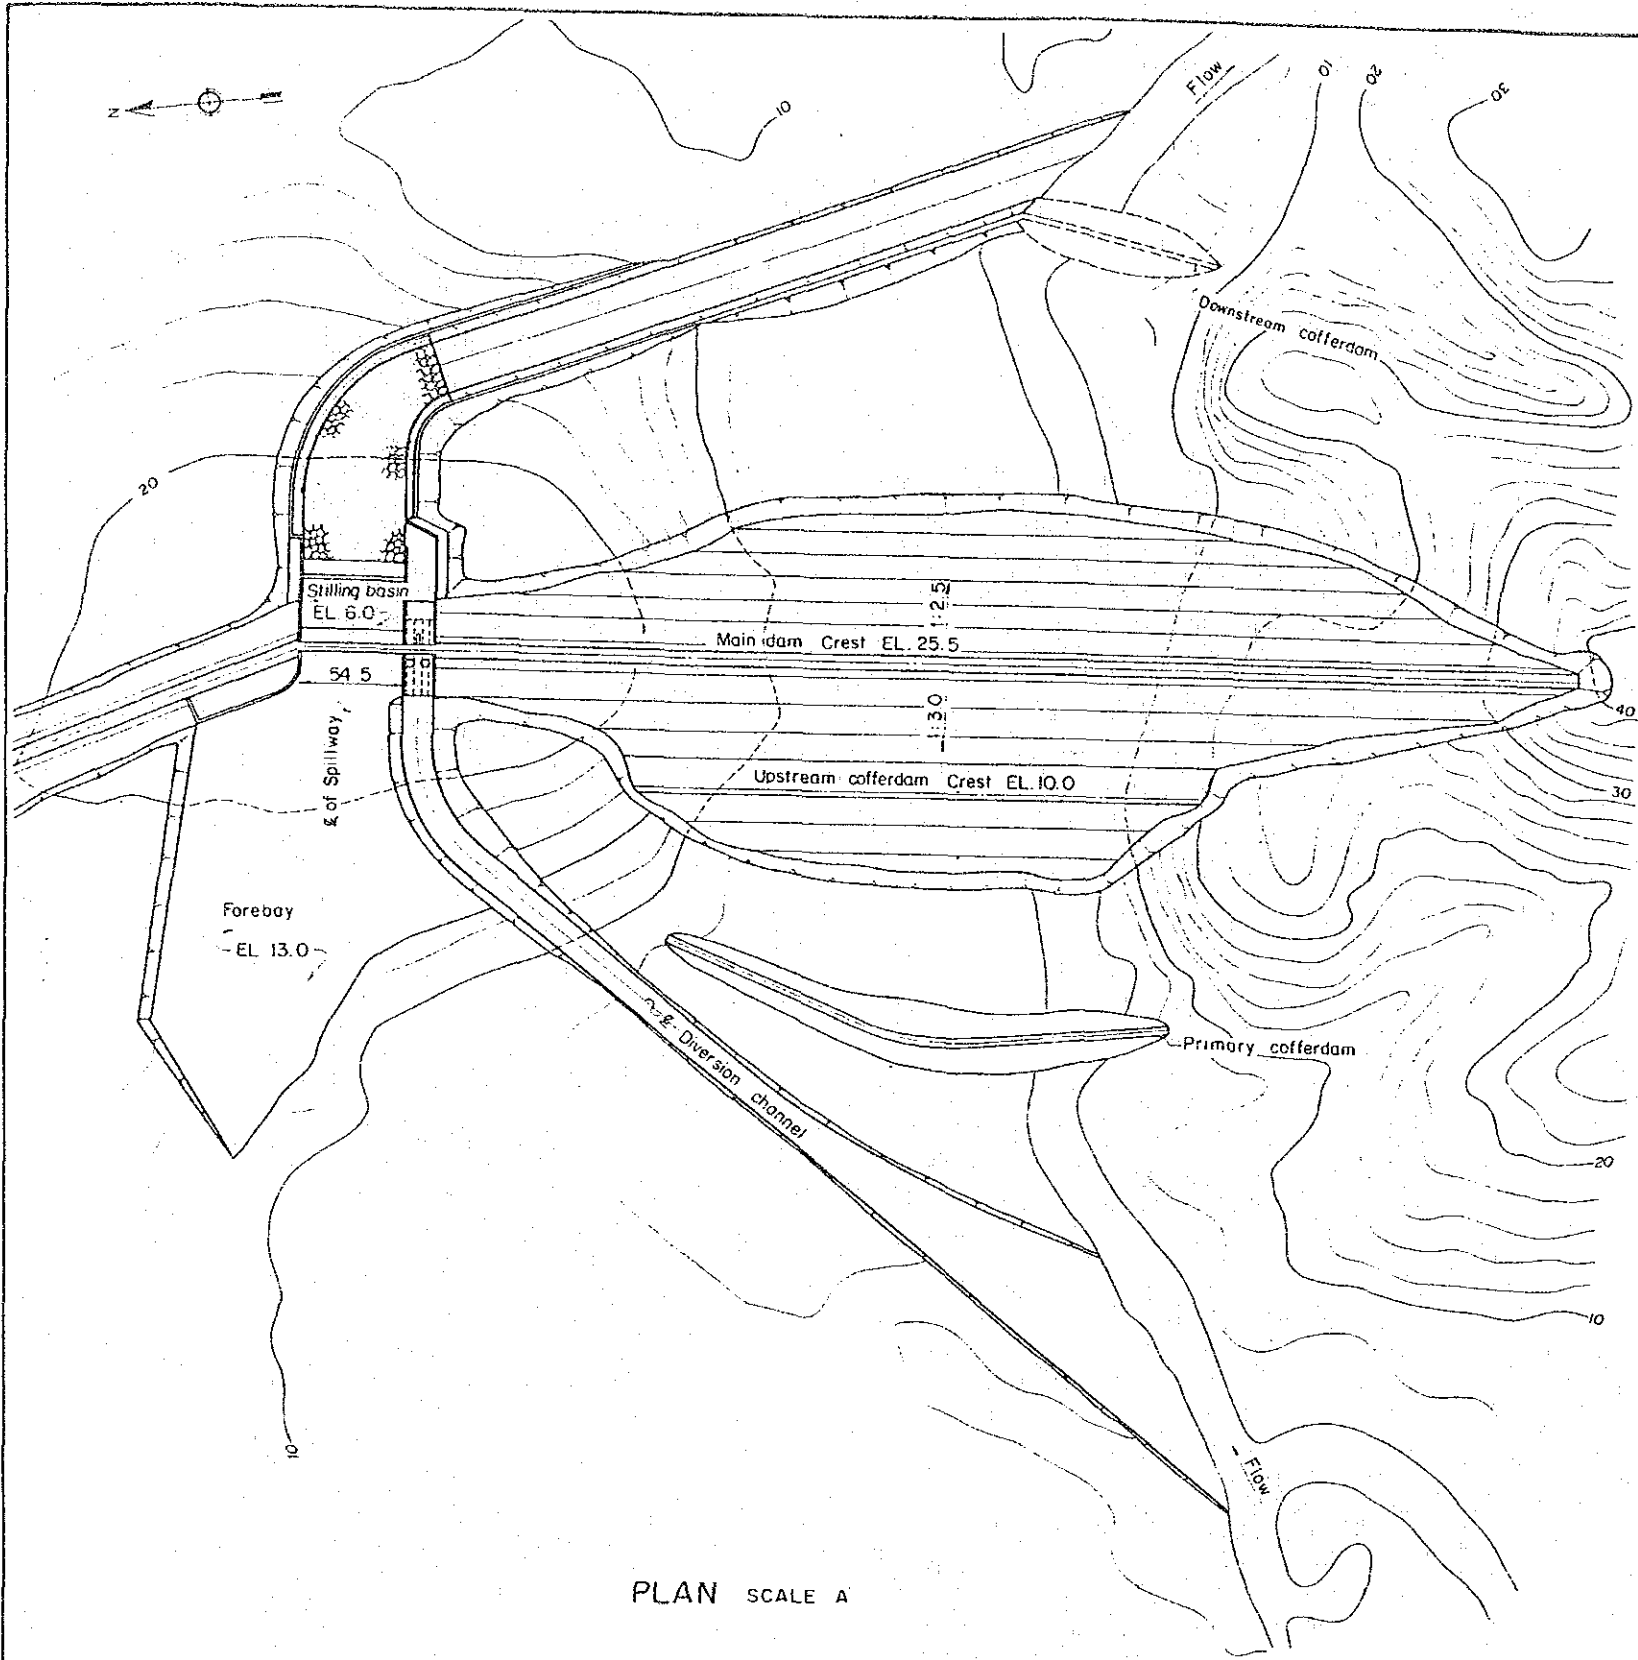 N
Flow
10
20
30
10
Downstream cofferdam
20
Stilling basin
EL 6.0
1:2.5
Main dam Crest EL. 25.5
54.5
1:3.0
40
℄ of Spillway
Upstream cofferdam Crest EL. 10.0
30
Forebay
EL 13.0
℄ Diversion channel
Primary cofferdam
20
10
10
Flow
PLAN SCALE A